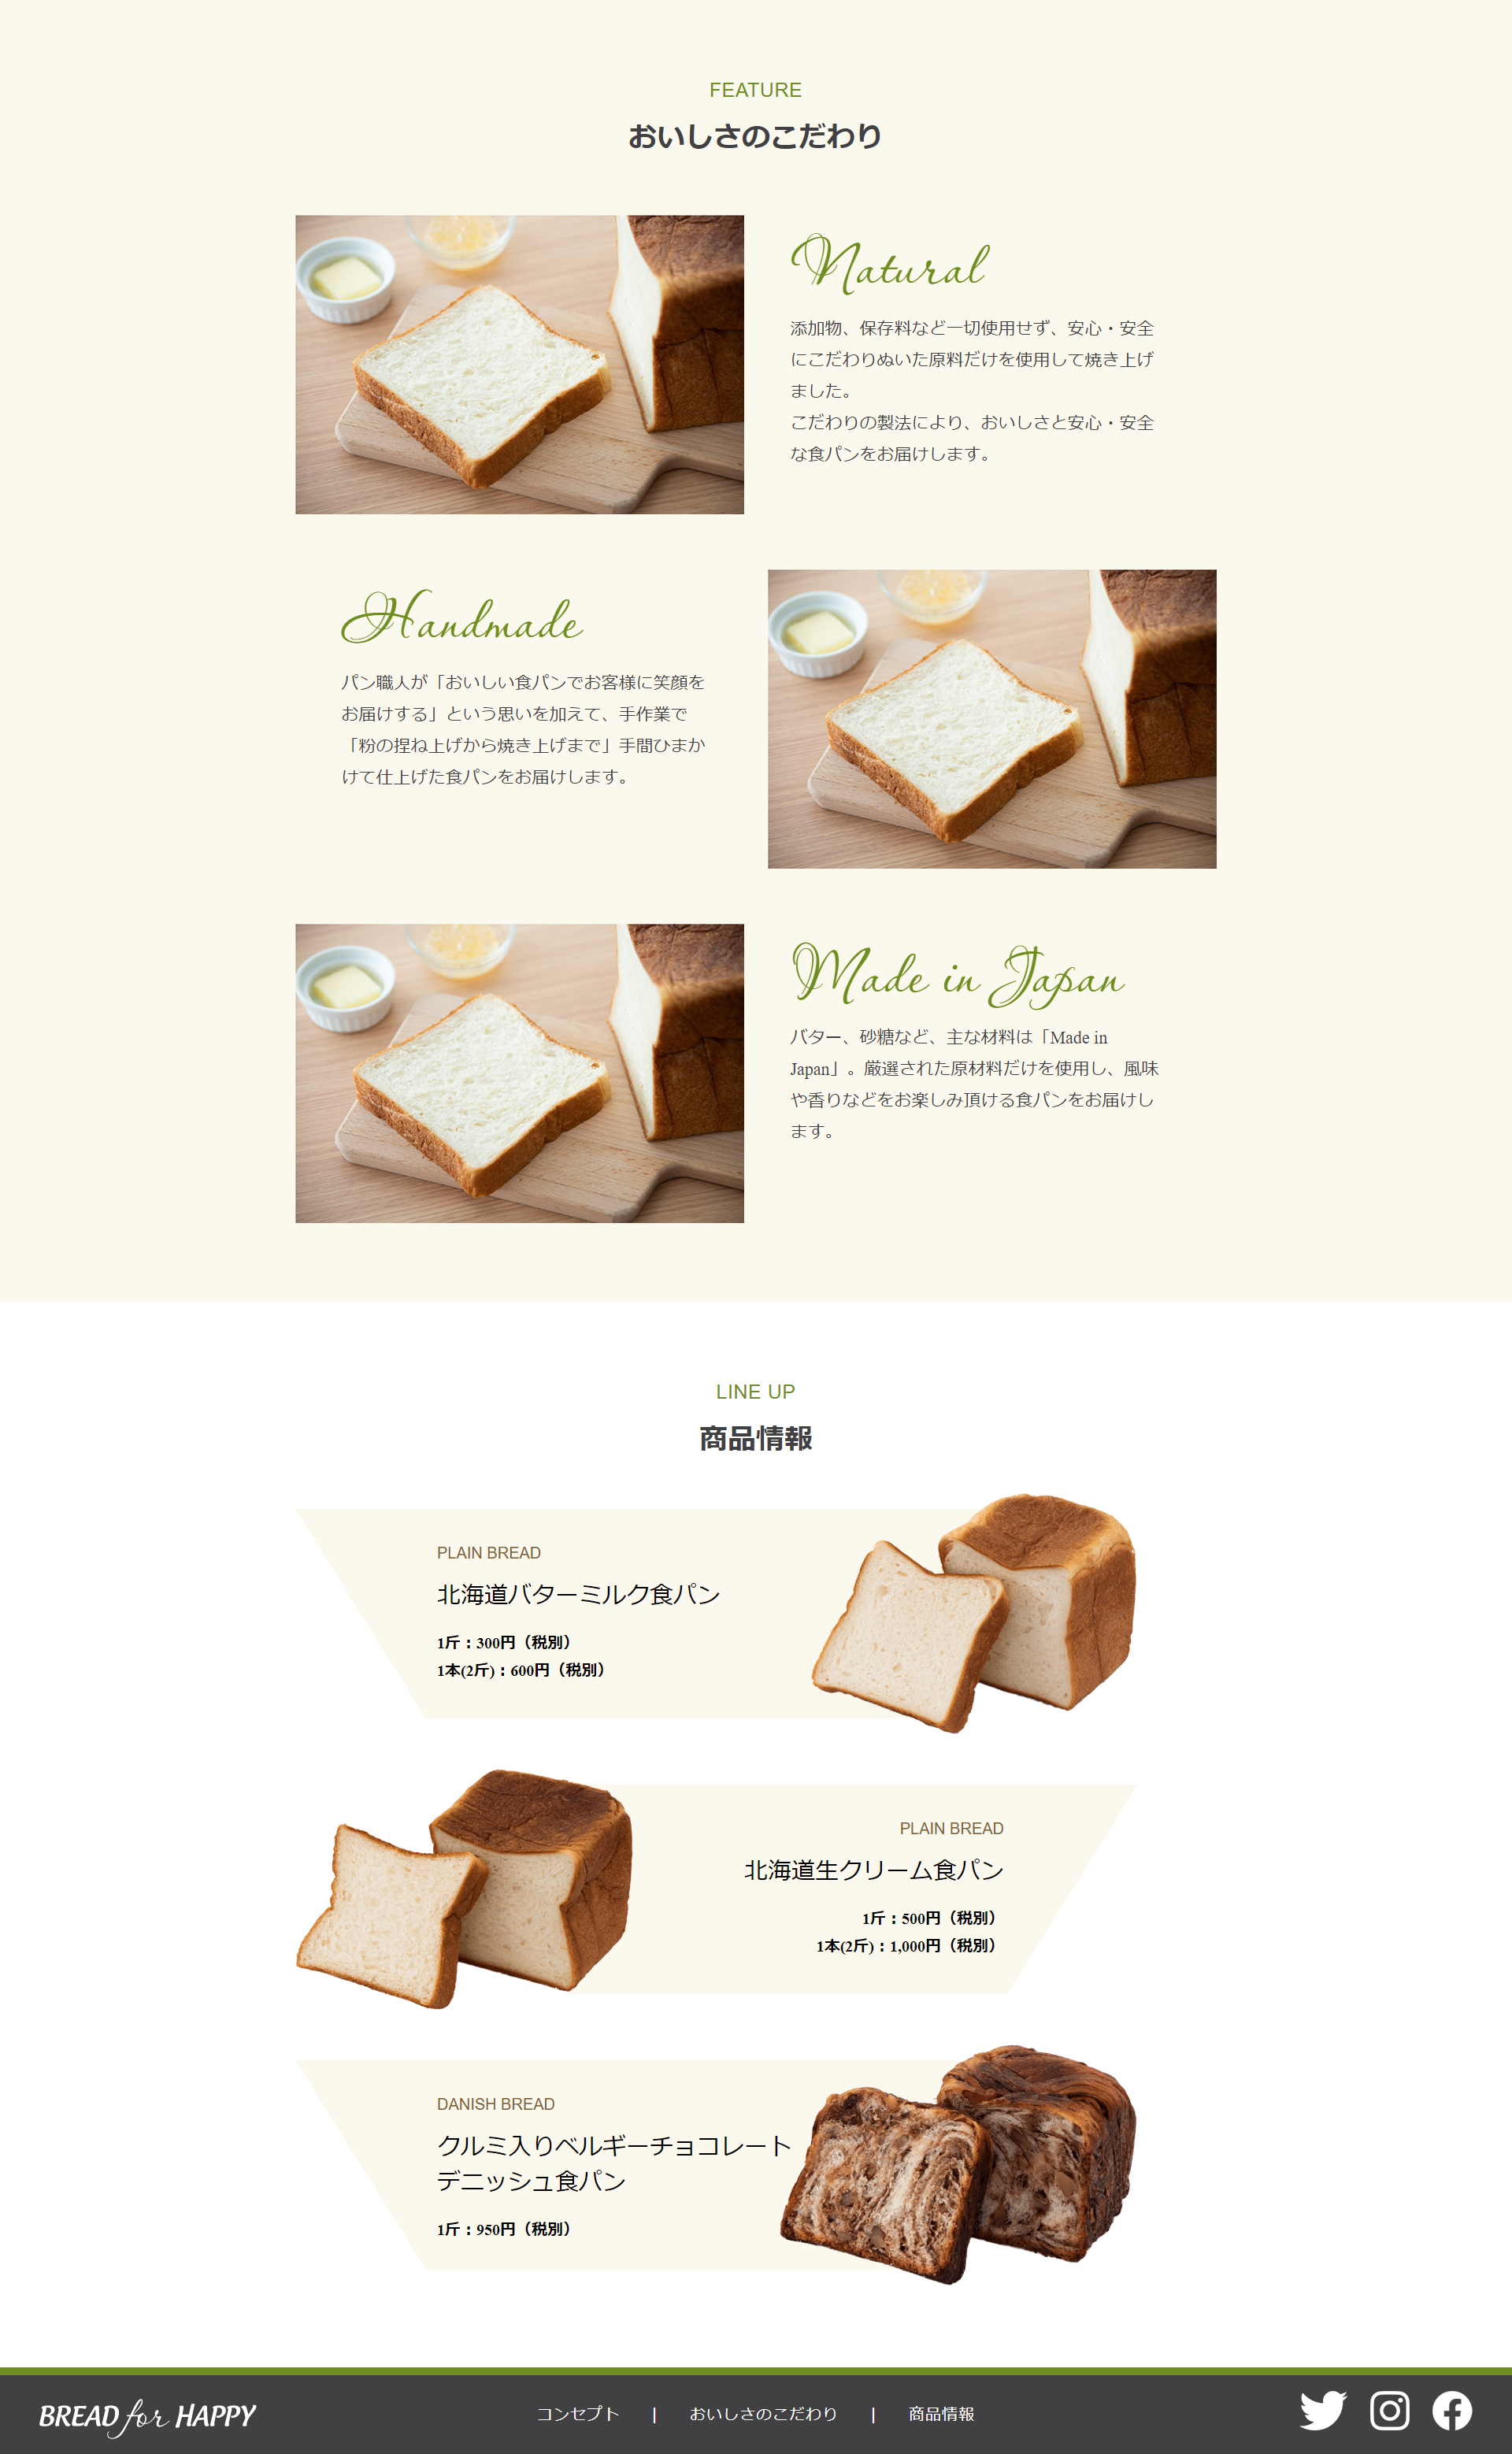 FEATURE
おいしさのこだわり
Natural
添加物、保存料など一切使用せず、安心・安全
にこだわりぬいた原料だけを使用して焼き上げ
ました。
こだわりの製法により、おいしさと安心・安全
な食パンをお届けします。
Handmade
パン職人が「おいしい食パンでお客様に笑顔を
お届けする」という思いを加えて、手作業で
「粉の捏ね上げから焼き上げまで」手間ひまか
けて仕上げた食パンをお届けします。
Made in Japan
バター、砂糖など、主な材料は「Made in
Japan」。厳選された原材料だけを使用し、風味
や香りなどをお楽しみ頂ける食パンをお届けし
ます。
LINE UP
商品情報
PLAIN BREAD
北海道バターミルク食パン
1斤：300円（税別）
1本(2斤)：600円（税別）
PLAIN BREAD
北海道生クリーム食パン
1斤：500円（税別）
1本(2斤)：1,000円（税別）
DANISH BREAD
クルミ入りベルギーチョコレート
デニッシュ食パン
1斤：950円（税別）
BREAD for HAPPY
コンセプト | おいしさのこだわり | 商品情報